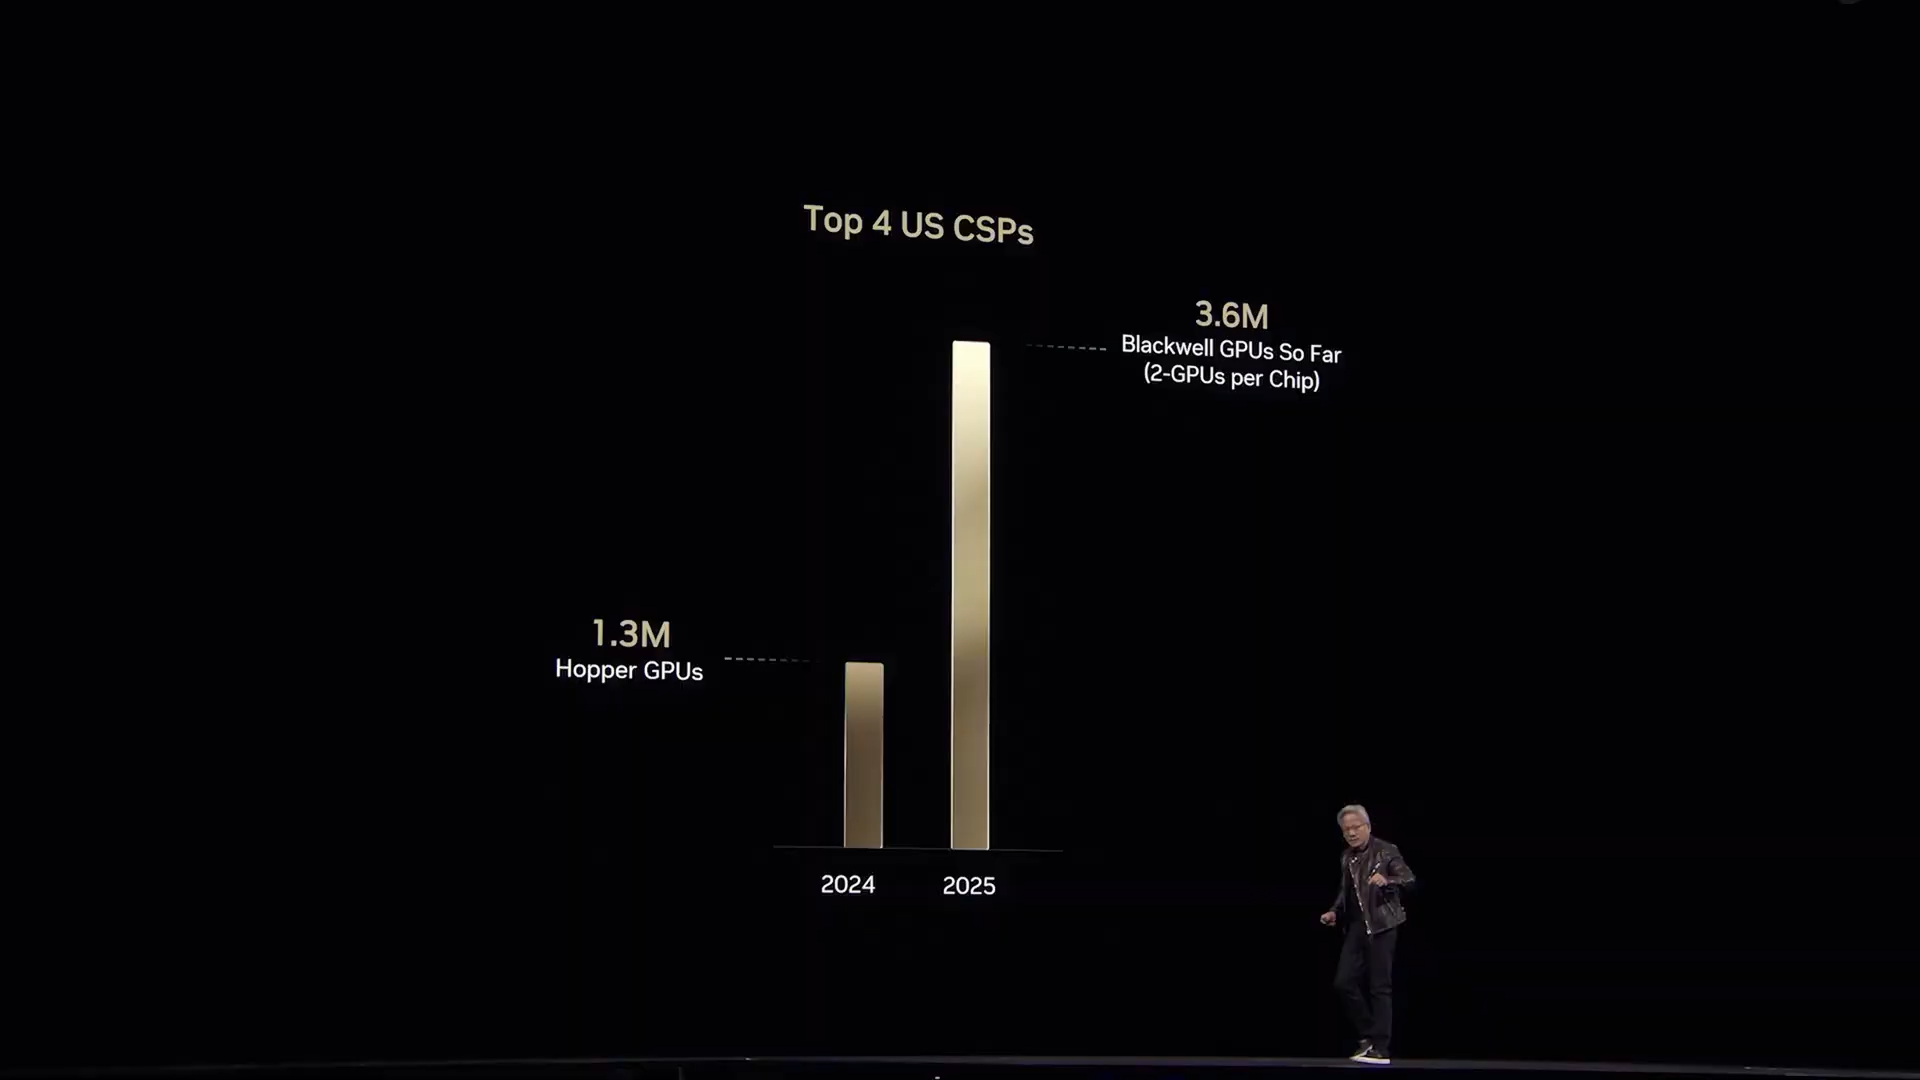 Top 4 US CSPs
3.6M
Blackwell GPUs So Far
(2-GPUs per Chip)
1.3M
Hopper GPUs
2024
2025